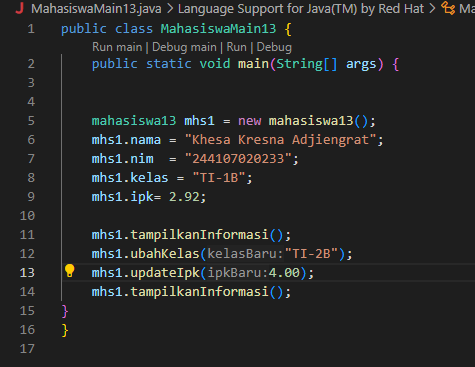 MahasiswaMain13.java > Language Support for Java(TM) by Red Hat >
1 public class MahasiswaMain13 {
Run main | Debug main | Run | Debug
2 public static void main(String[] args) {
3
4
5 mahasiswa13 mhs1 = new mahasiswa13();
6 mhs1.nama = "Khesa Kresna Adjiengrat";
7 mhs1.nim  = "244107020233";
8 mhs1.kelas = "TI-1B";
9 mhs1.ipk= 2.92;
10
11 mhs1.tampilkanInformasi();
12 mhs1.ubahKelas(kelasBaru:"TI-2B");
13 mhs1.updateIpk(ipkBaru:4.00);
14 mhs1.tampilkanInformasi();
15 }
16 }
17